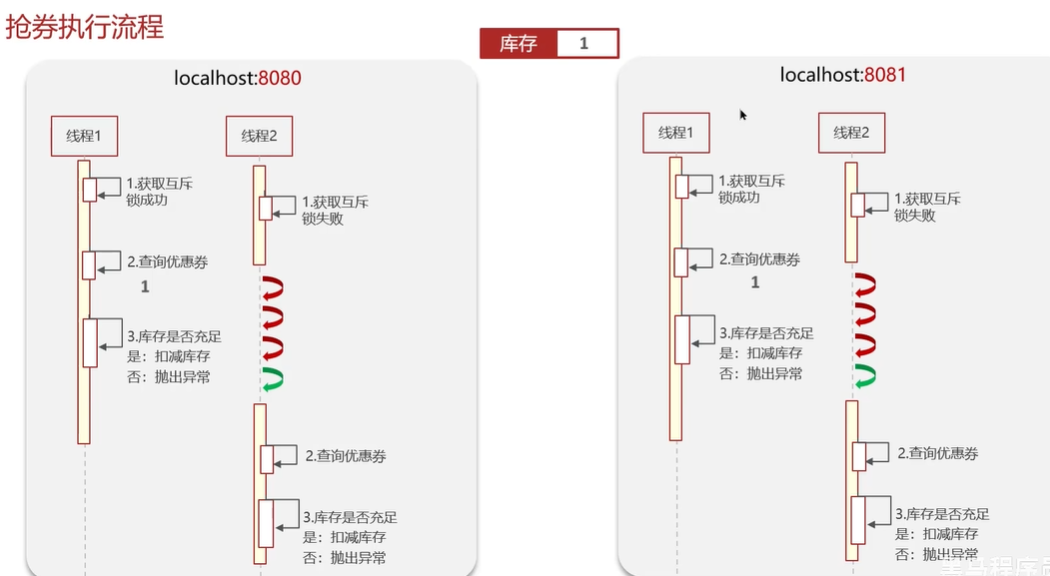 抢券执行流程
库存 1
localhost:8080
线程1
线程2
1.获取互斥
锁成功
1.获取互斥
锁失败
2.查询优惠券
1
3.库存是否充足
是：扣减库存
否：抛出异常
2.查询优惠券
3.库存是否充足
是：扣减库存
否：抛出异常
localhost:8081
线程1
线程2
1.获取互斥
锁成功
1.获取互斥
锁失败
2.查询优惠券
1
3.库存是否充足
是：扣减库存
否：抛出异常
2.查询优惠券
3.库存是否充足
是：扣减库存
否：抛出异常